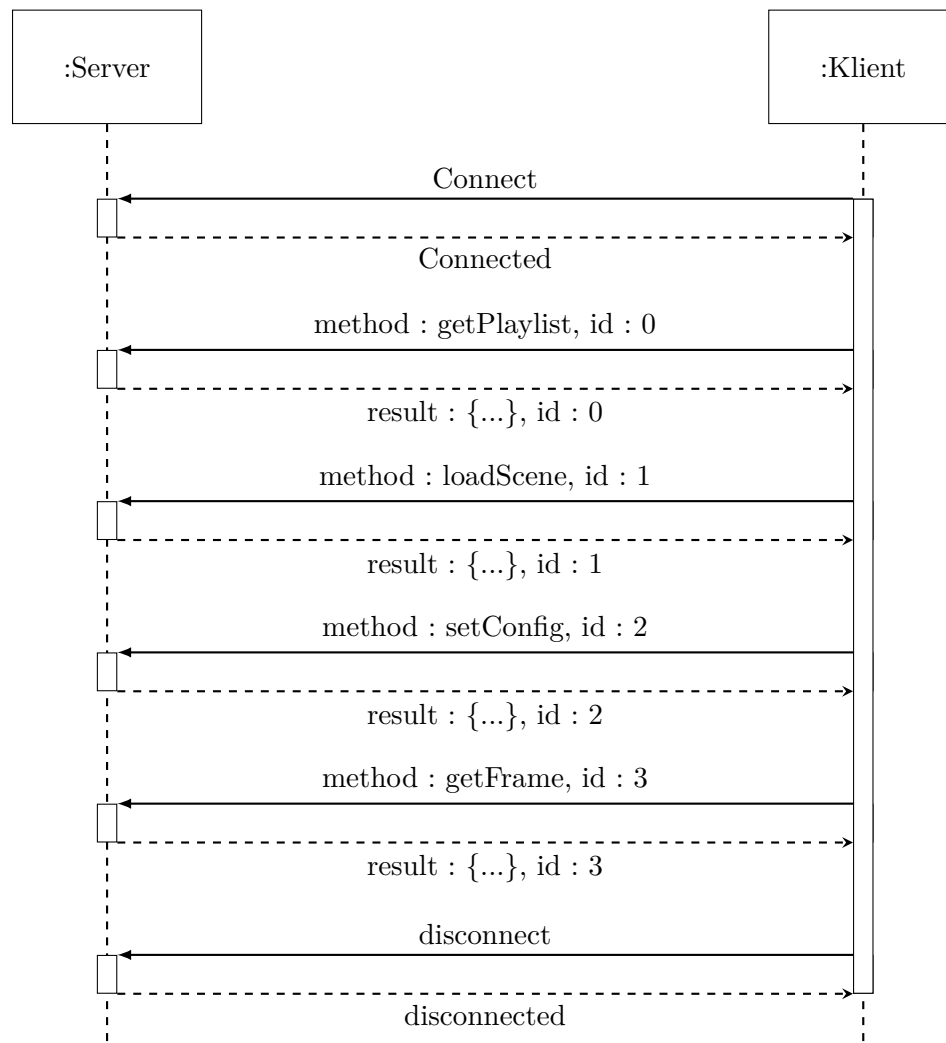 :Server
:Klient
Connect
Connected
method : getPlaylist, id : 0
result : {...}, id : 0
method : loadScene, id : 1
result : {...}, id : 1
method : setConfig, id : 2
result : {...}, id : 2
method : getFrame, id : 3
result : {...}, id : 3
disconnect
disconnected